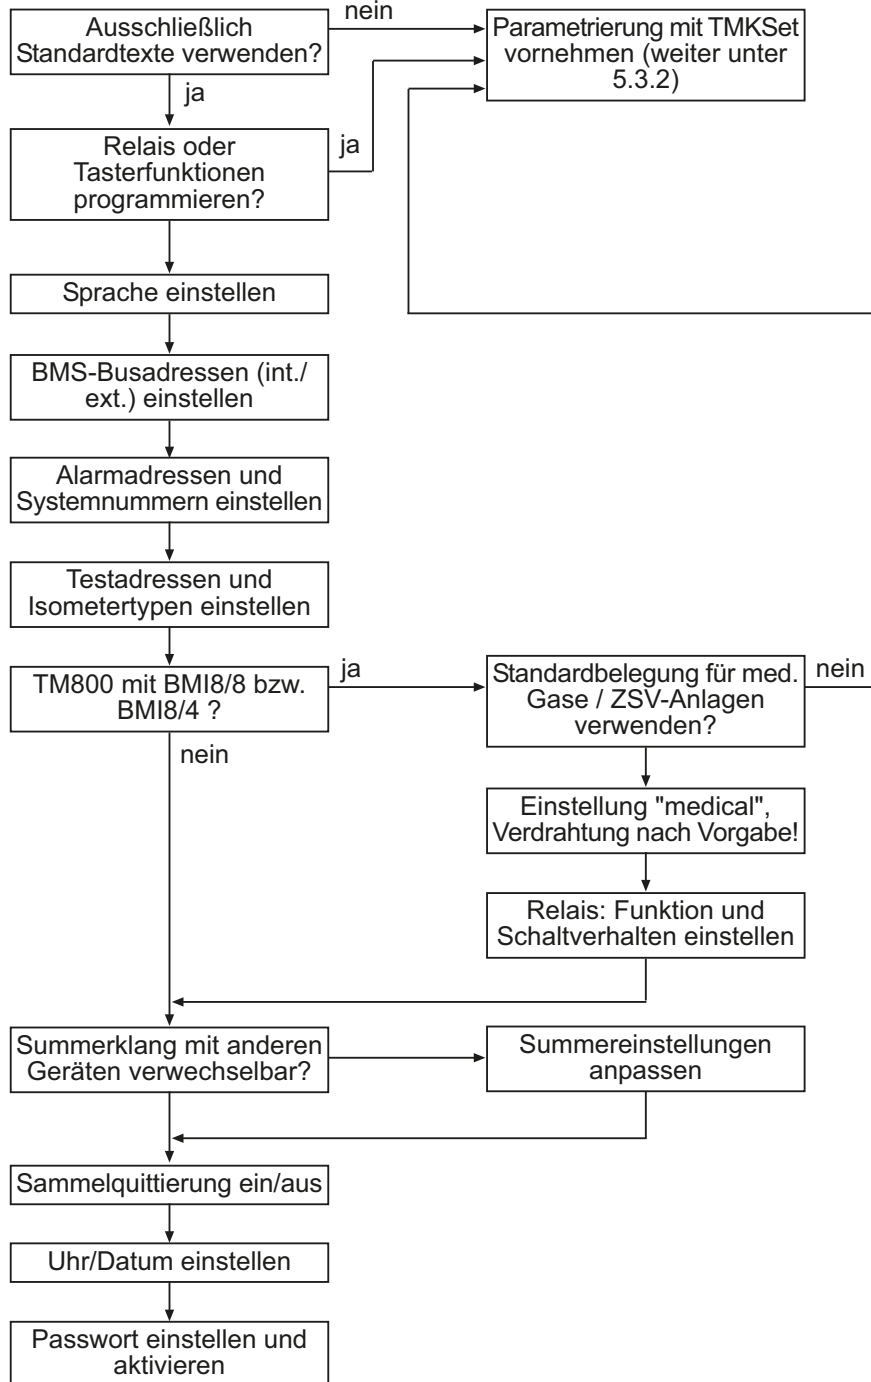 Ausschließlich
Standardtexte verwenden?
nein
Parametrierung mit TMKSet
vornehmen (weiter unter
5.3.2)
ja
Relais oder
Tasterfunktionen
programmieren?
ja
Sprache einstellen
BMS-Busadressen (int./
ext.) einstellen
Alarmadressen und
Systemnummern einstellen
Testadressen und
Isometertypen einstellen
TM800 mit BMI8/8 bzw.
BMI8/4 ?
ja
Standardbelegung für med.
Gase / ZSV-Anlagen
verwenden?
nein
nein
Einstellung "medical",
Verdrahtung nach Vorgabe!
Relais: Funktion und
Schaltverhalten einstellen
Summerklang mit anderen
Geräten verwechselbar?
Summereinstellungen
anpassen
Sammelquittierung ein/aus
Uhr/Datum einstellen
Passwort einstellen und
aktivieren